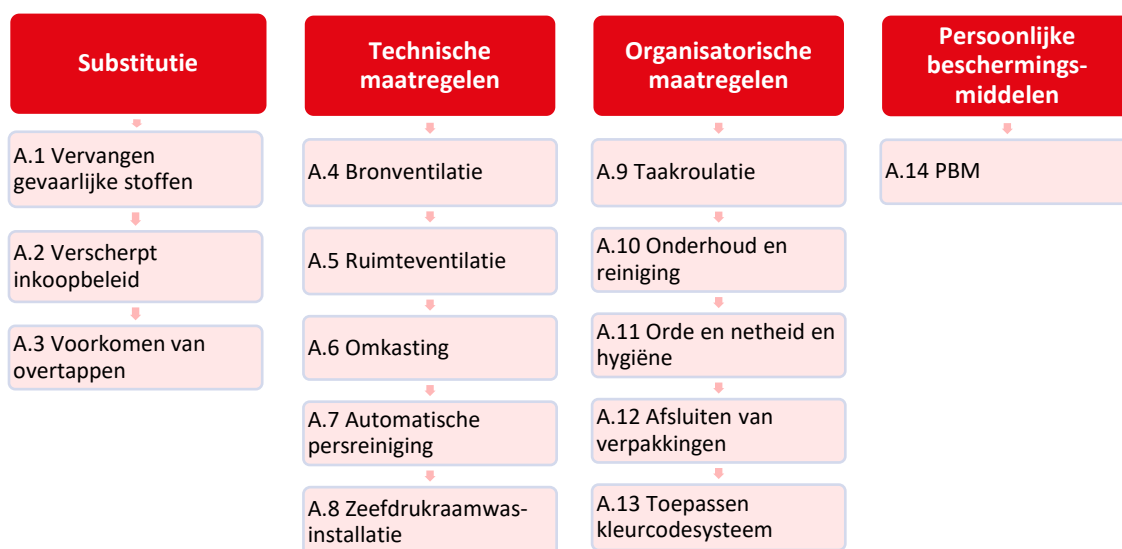 Substitutie
A.1 Vervangen
gevaarlijke stoffen
A.2 Verscherpt
inkoopbeleid
A.3 Voorkomen van
overtappen
Technische
maatregelen
A.4 Bronventilatie
A.5 Ruimteventilatie
A.6 Omkasting
A.7 Automatische
persreiniging
A.8 Zeefdrukraamwas-
installatie
Organisatorische
maatregelen
A.9 Taakroulatie
A.10 Onderhoud en
reiniging
A.11 Orde en netheid en
hygiëne
A.12 Afsluiten van
verpakkingen
A.13 Toepassen
kleurcodesysteem
Persoonlijke
beschermings-
middelen
A.14 PBM